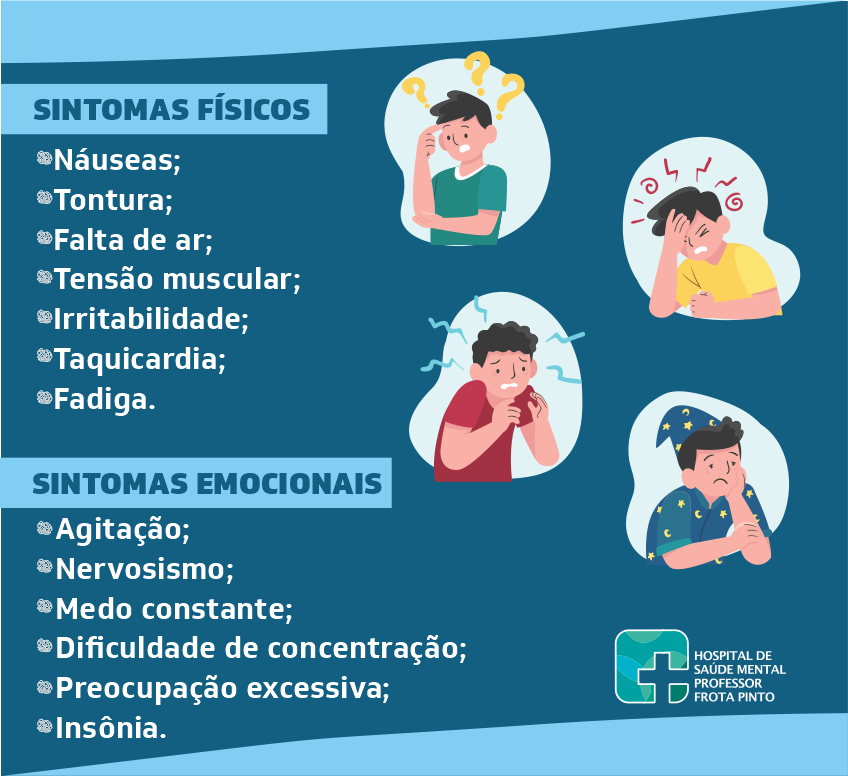 SINTOMAS FÍSICOS
Náuseas;
Tontura;
Falta de ar;
Tensão muscular;
Irritabilidade;
Taquicardia;
Fadiga.
SINTOMAS EMOCIONAIS
Agitação;
Nervosismo;
Medo constante;
Dificuldade de concentração;
Preocupação excessiva;
Insônia.
? ? ?
HOSPITAL DE
SAÚDE MENTAL
PROFESSOR
FROTA PINTO